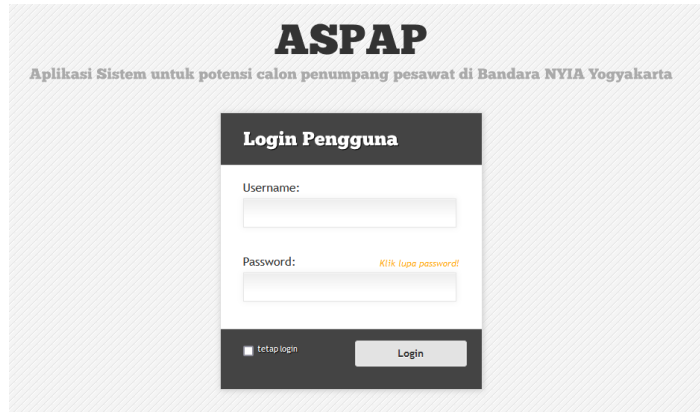 ASPAP
Aplikasi Sistem untuk potensi calon penumpang pesawat di Bandara NYIA Yogyakarta
Login Pengguna
Username:
Password:
Klik lupa password!
tetap login
Login